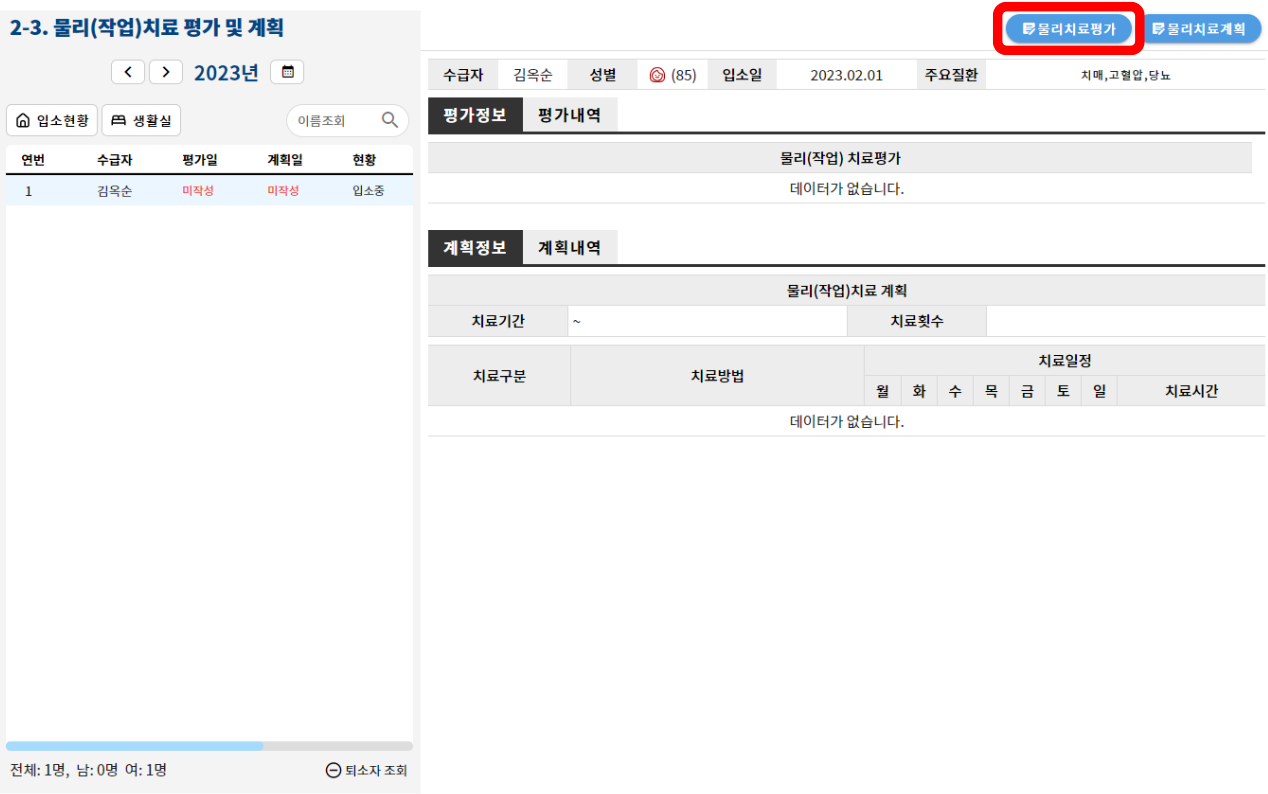 2-3. 물리(작업)치료 평가 및 계획
2023년
입소현황 생활실 이름조회
연번 수급자 평가일 계획일 현황
1 김옥순 미작성 미작성 입소중
전체: 1명, 남: 0명 여: 1명
퇴소자 조회
물리치료평가 물리치료계획
수급자 김옥순 성별 (85) 입소일 2023.02.01 주요질환 치매,고혈압,당뇨
평가정보 평가내역
물리(작업) 치료평가
데이터가 없습니다.
계획정보 계획내역
물리(작업)치료 계획
치료기간 ~ 치료횟수
치료구분 치료방법 치료일정
월 화 수 목 금 토 일 치료시간
데이터가 없습니다.